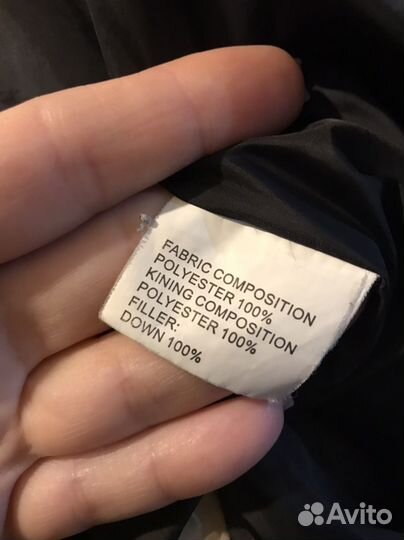 FABRIC COMPOSITION
POLYESTER 100%
KINING COMPOSITION
POLYESTER 100%
FILLER:
DOWN 100%
Avito